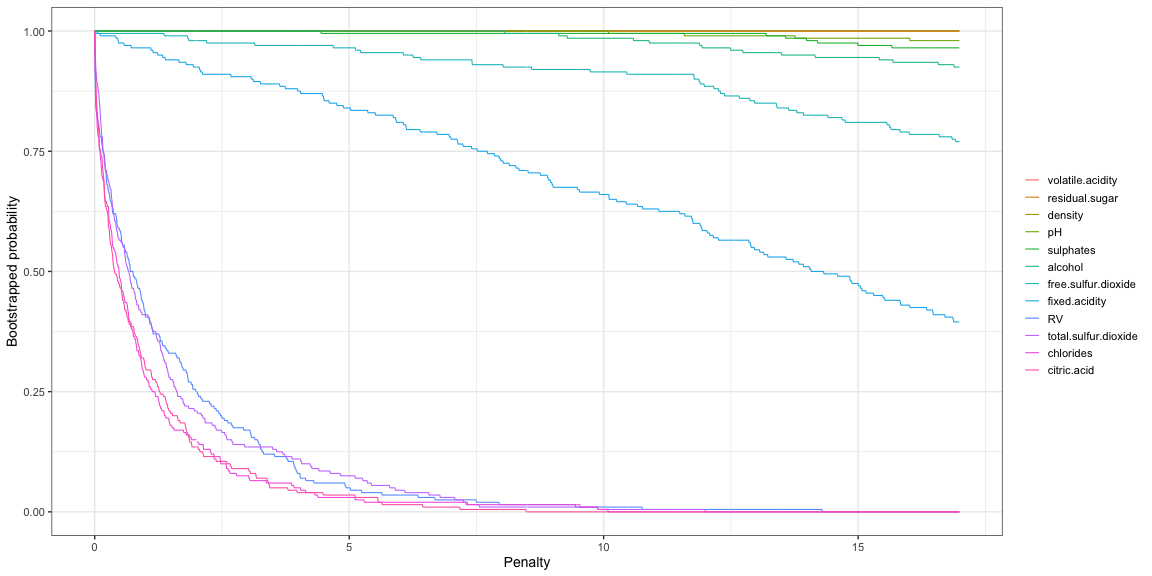 1.00
0.75
0.50
0.25
0.00
Bootstrapped probability
0
5
10
15
Penalty
volatile.acidity
residual.sugar
density
pH
sulphates
alcohol
free.sulfur.dioxide
fixed.acidity
RV
total.sulfur.dioxide
chlorides
citric.acid